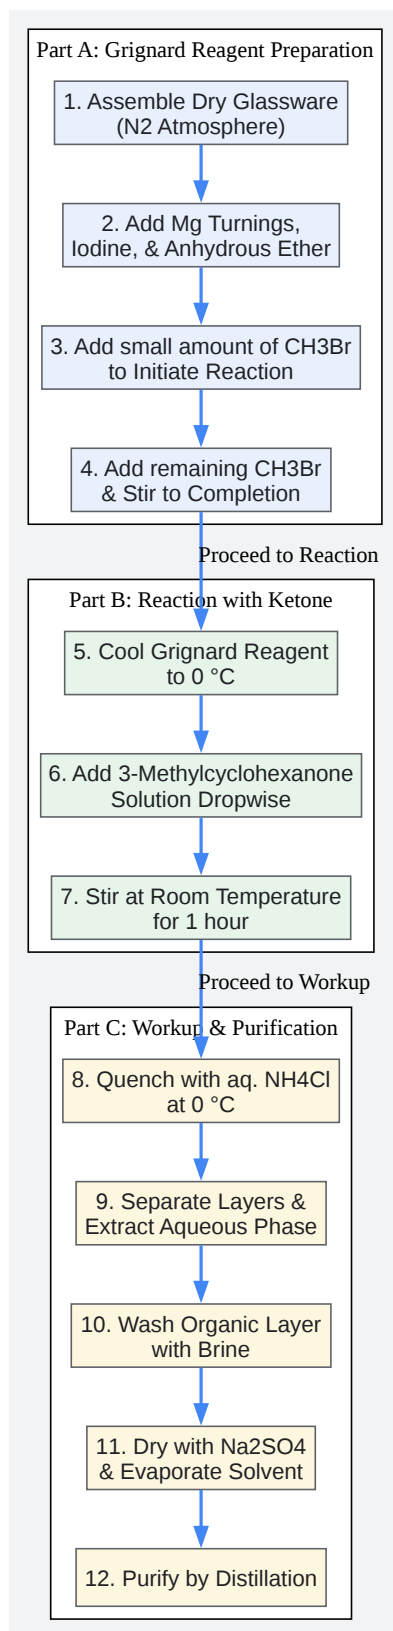 Part A: Grignard Reagent Preparation
1. Assemble Dry Glassware
(N2 Atmosphere)
2. Add Mg Turnings,
Iodine, & Anhydrous Ether
3. Add small amount of CH3Br
to Initiate Reaction
4. Add remaining CH3Br
& Stir to Completion
Proceed to Reaction
Part B: Reaction with Ketone
5. Cool Grignard Reagent
to 0 °C
6. Add 3-Methylcyclohexanone
Solution Dropwise
7. Stir at Room Temperature
for 1 hour
Proceed to Workup
Part C: Workup & Purification
8. Quench with aq. NH4Cl
at 0 °C
9. Separate Layers &
Extract Aqueous Phase
10. Wash Organic Layer
with Brine
11. Dry with Na2SO4
& Evaporate Solvent
12. Purify by Distillation